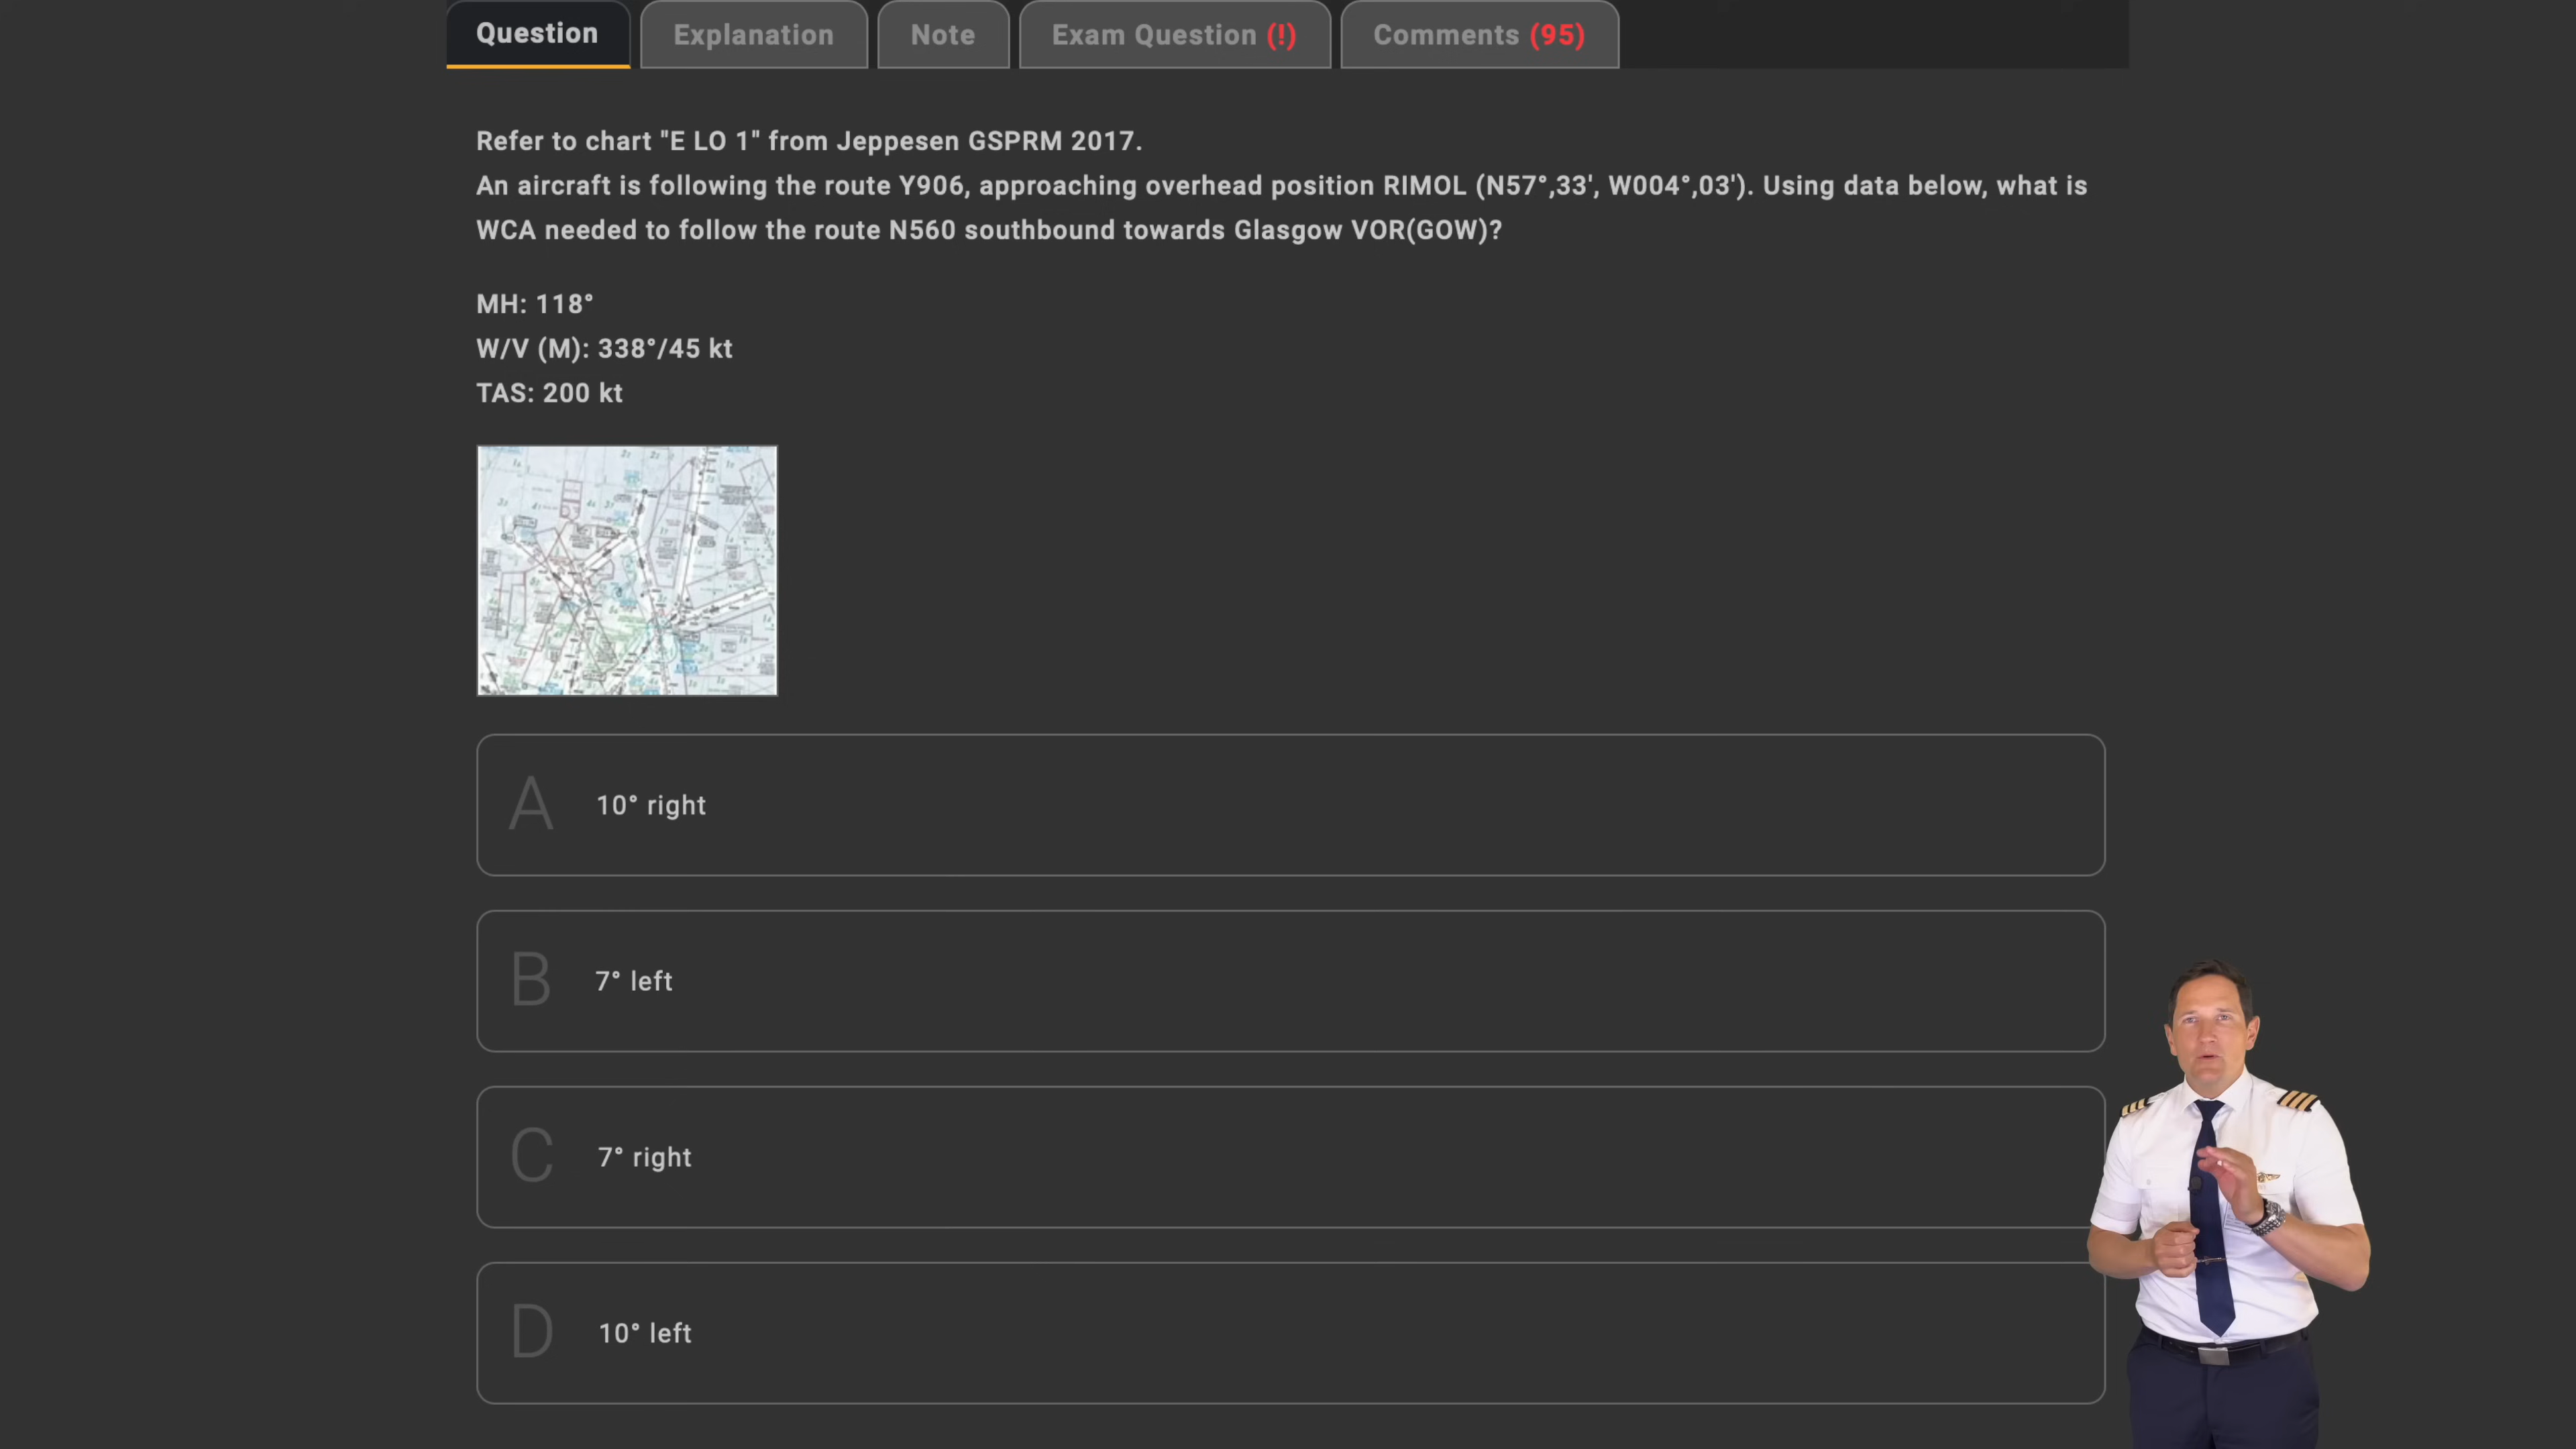 Question
Explanation
Note
Exam Question (!)
Comments (95)
Refer to chart "E LO 1" from Jeppesen GSPRM 2017.
An aircraft is following the route Y906, approaching overhead position RIMOL (N57°,33', W004°,03'). Using data below, what is
WCA needed to follow the route N560 southbound towards Glasgow VOR(GOW)?
MH: 118°
W/V (M): 338°/45 kt
TAS: 200 kt
A
10° right
B
7° left
C
7° right
D
10° left